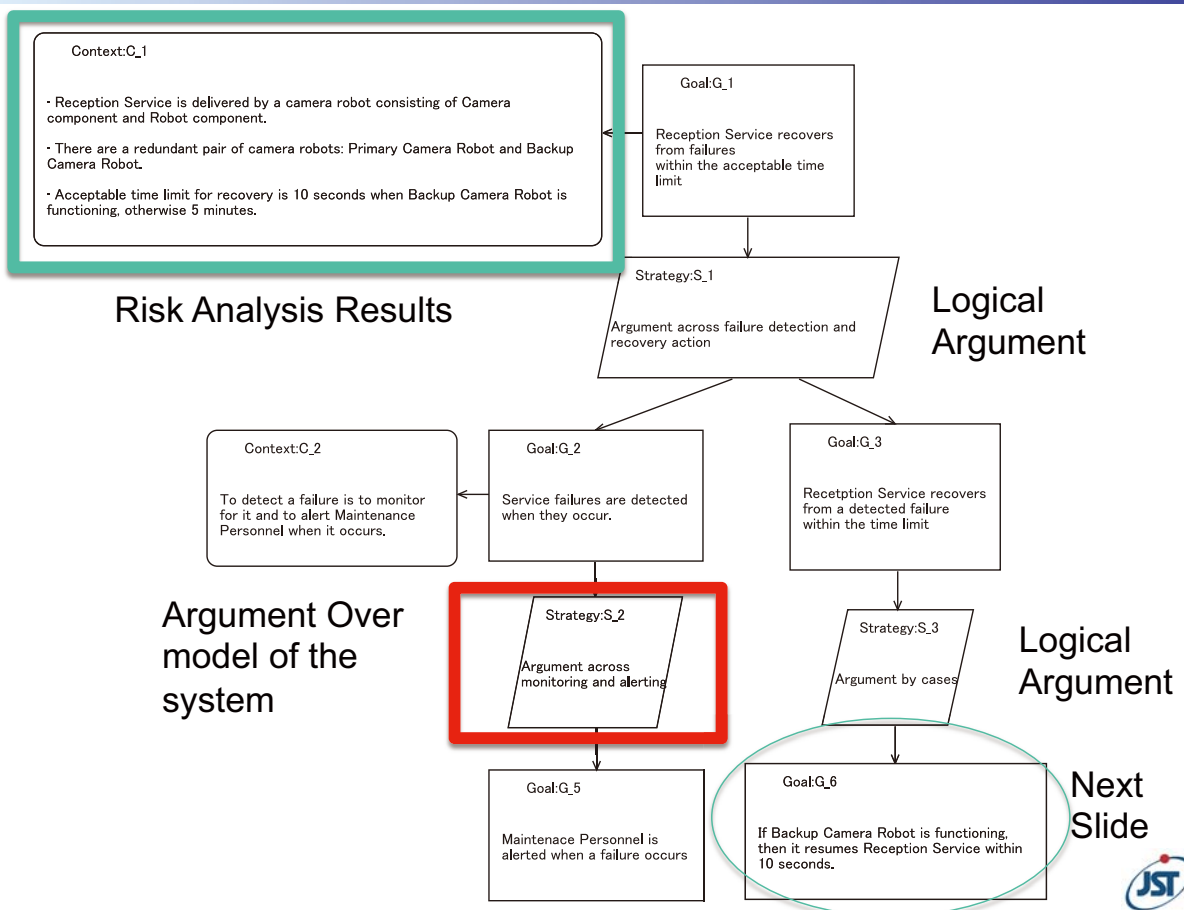 Context:C_1
- Reception Service is delivered by a camera robot consisting of Camera
component and Robot component.
- There are a redundant pair of camera robots: Primary Camera Robot and Backup
Camera Robot.
- Acceptable time limit for recovery is 10 seconds when Backup Camera Robot is
functioning, otherwise 5 minutes.
Goal:G_1
Reception Service recovers
from failures
within the acceptable time
limit
Risk Analysis Results
Strategy:S_1
Argument across failure detection and
recovery action
Logical
Argument
Context:C_2
To detect a failure is to monitor
for it and to alert Maintenance
Personnel when it occurs.
Goal:G_2
Service failures are detected
when they occur.
Goal:G_3
Recetption Service recovers
from a detected failure
within the time limit
Argument Over
model of the
system
Strategy:S_2
Argument across
monitoring and alerting
Strategy:S_3
Argument by cases
Logical
Argument
Goal:G_5
Maintenace Personnel is
alerted when a failure occurs
Goal:G_6
If Backup Camera Robot is functioning,
then it resumes Reception Service within
10 seconds.
Next
Slide
JST